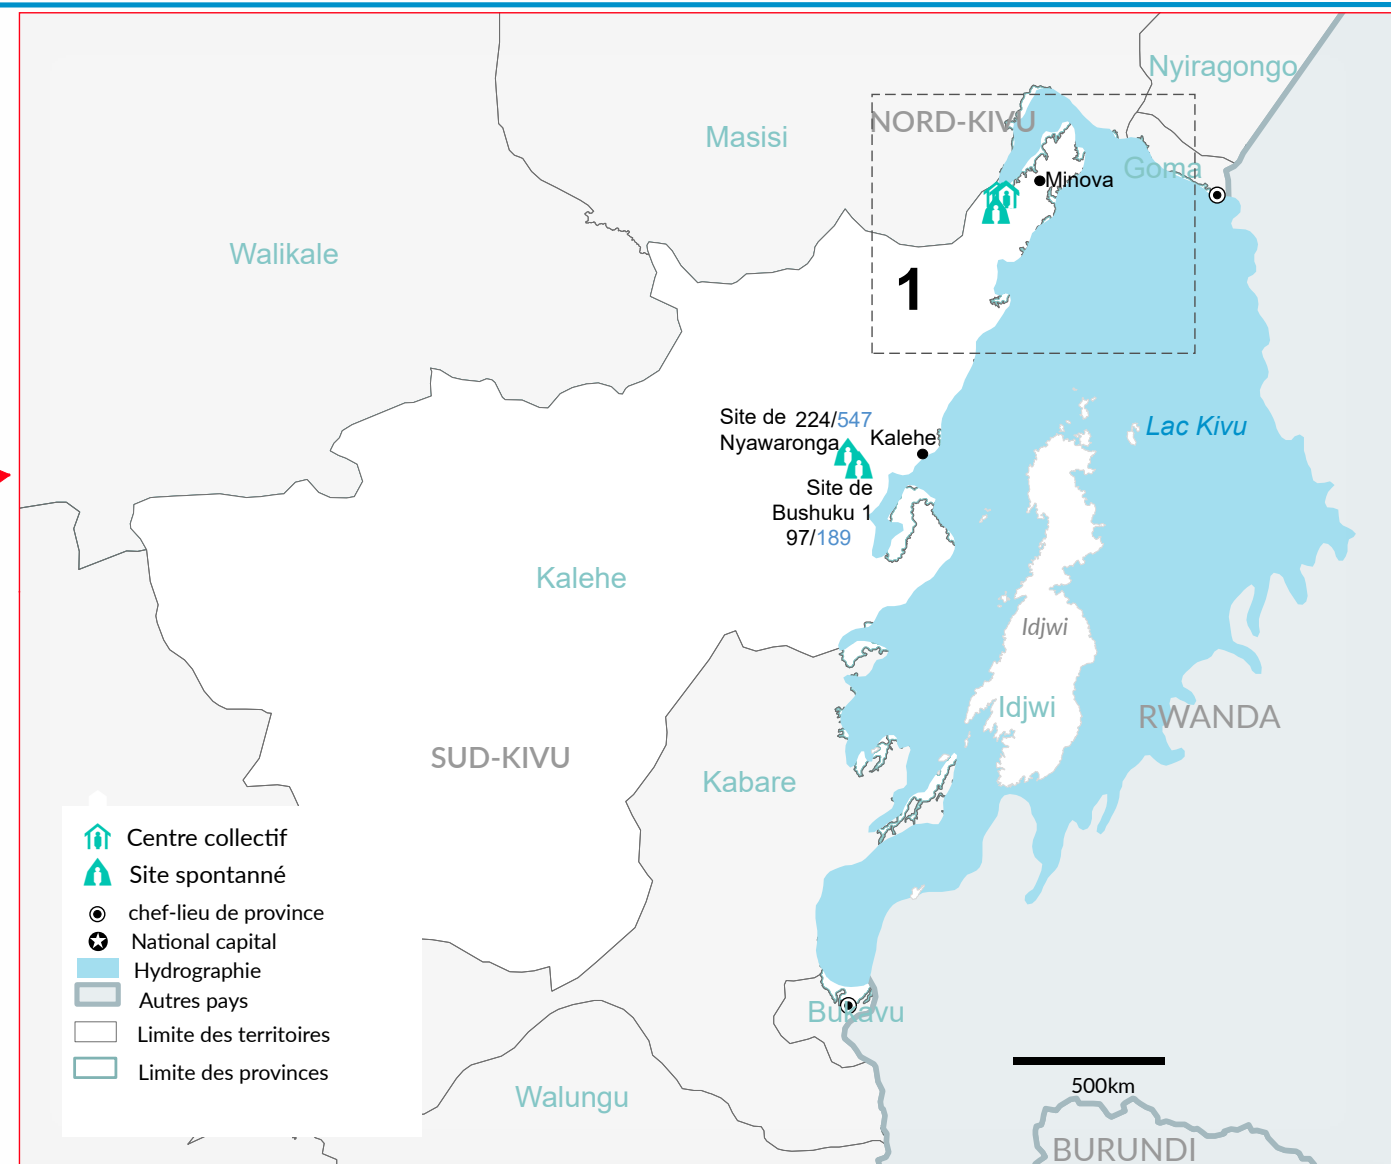 Nyiragongo
NORD-KIVU
Masisi
Goma
Minova
Walikale
1
Site de 224/547
Nyawaronga
Kalehe
Lac Kivu
Site de
Bushuku 1
97/189
Kalehe
Idjwi
Idjwi
RWANDA
SUD-KIVU
Kabare
Centre collectif
Site spontanné
chef-lieu de province
National capital
Hydrographie
Autres pays
Limite des territoires
Limite des provinces
Bukavu
500km
Walungu
BURUNDI